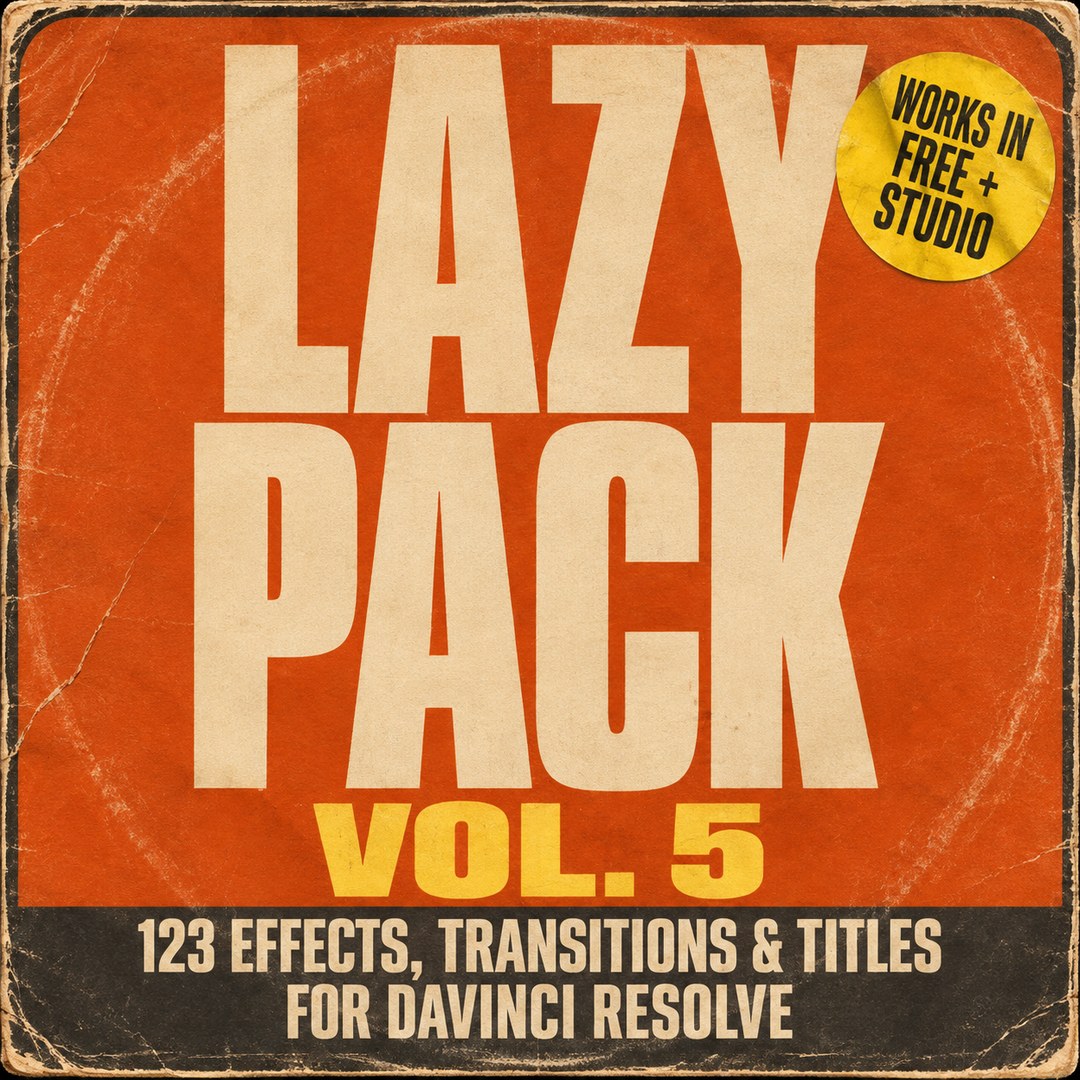 LAZY
PACK
VOL. 5
WORKS IN
FREE +
STUDIO
123 EFFECTS, TRANSITIONS & TITLES
FOR DAVINCI RESOLVE